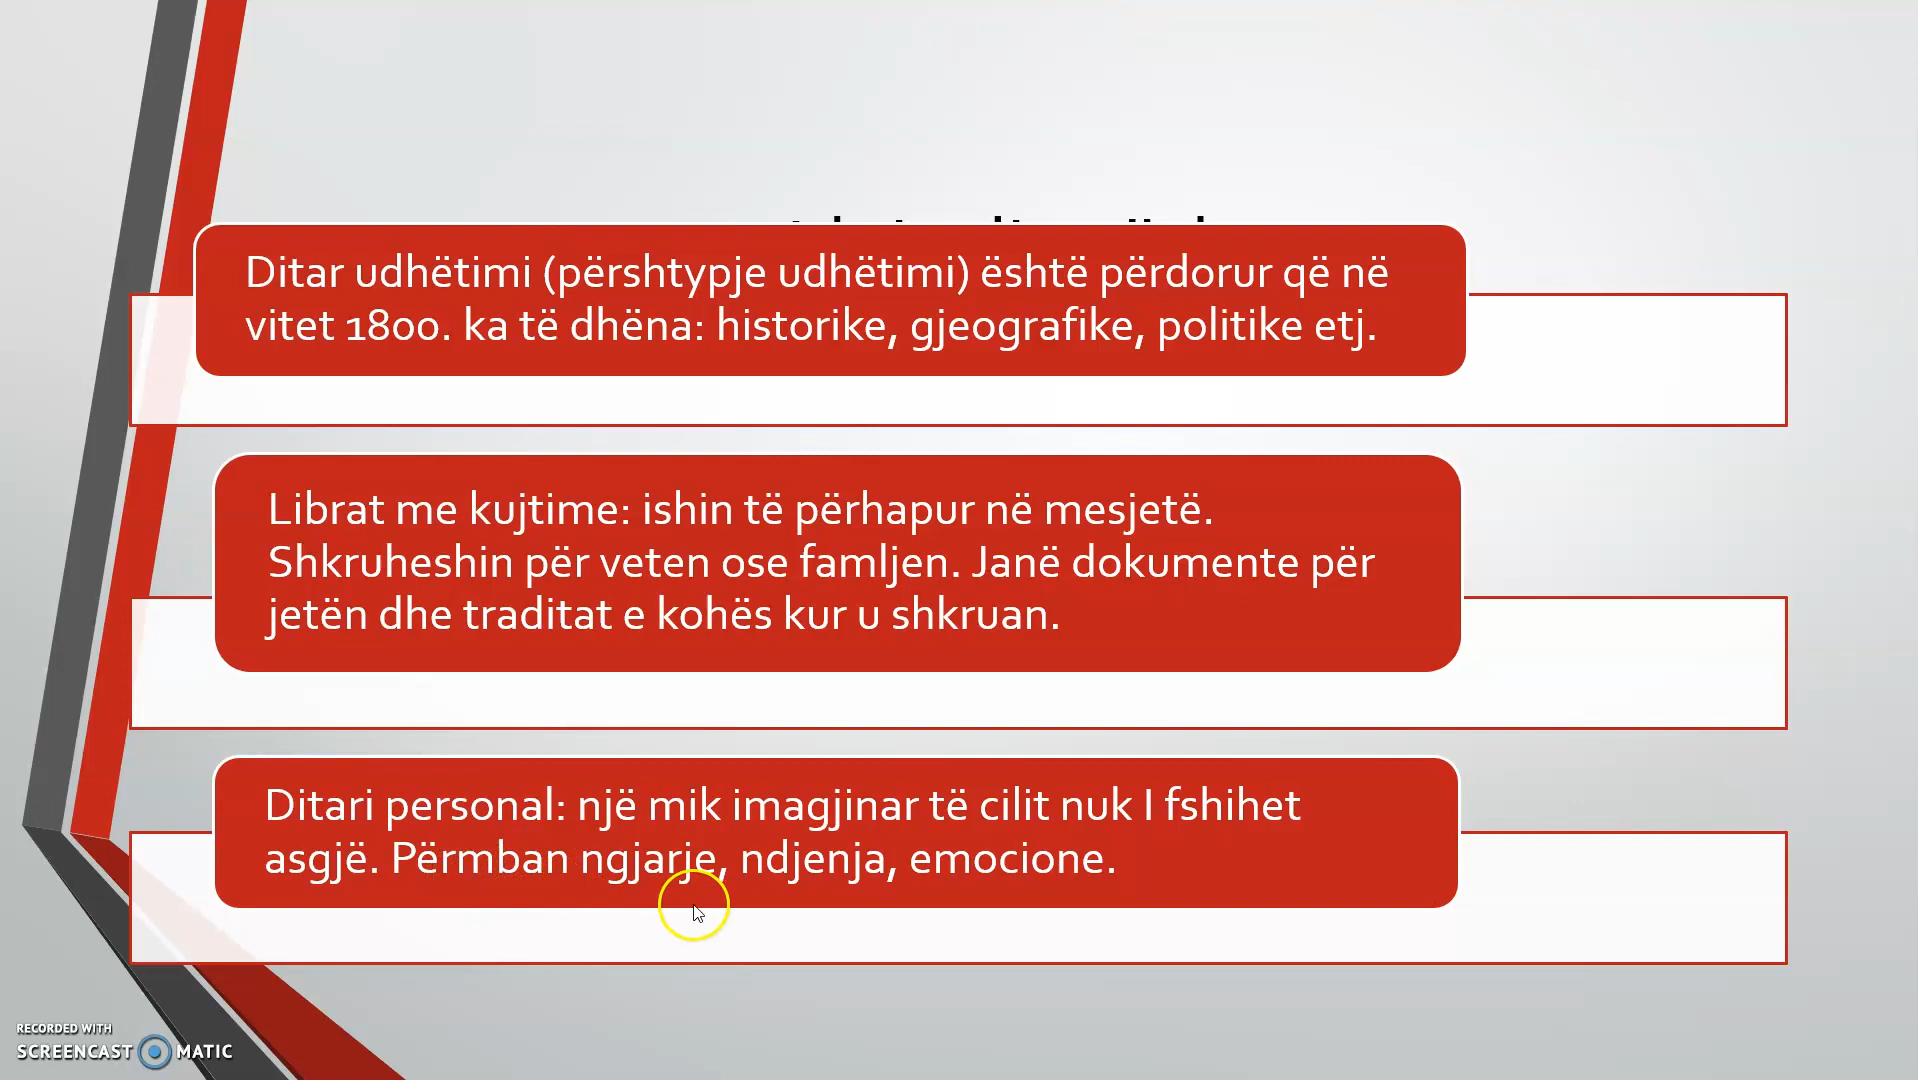 Ditar udhëtimi (përshtypje udhëtimi) është përdorur që në
vitet 1800. ka të dhëna: historike, gjeografike, politike etj.
Librat me kujtime: ishin të përhapur në mesjetë.
Shkruheshin për veten ose famljen. Janë dokumente për
jetën dhe traditat e kohës kur u shkruan.
Ditari personal: një mik imagjinar të cilit nuk I fshihet
asgjë. Përmban ngjarje, ndjenja, emocione.
RECORDED WITH
SCREENCAST MATIC